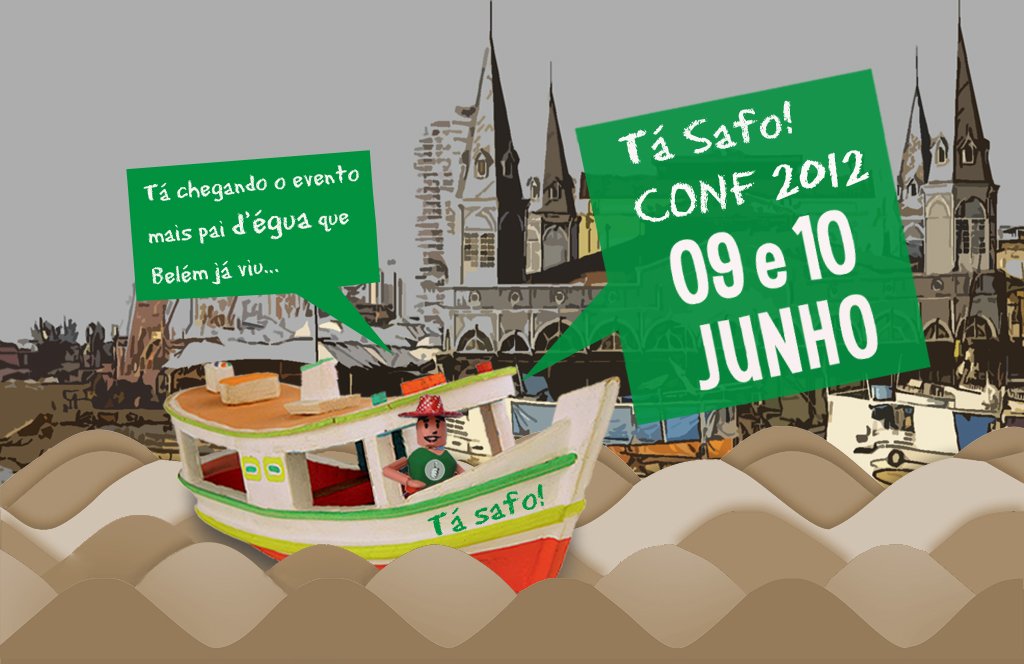 Tá chegando o evento
mais pai d'égua que
Belém já viu...
Tá Safo!
CONF 2012
09 e 10
JUNHO
Tá safo!